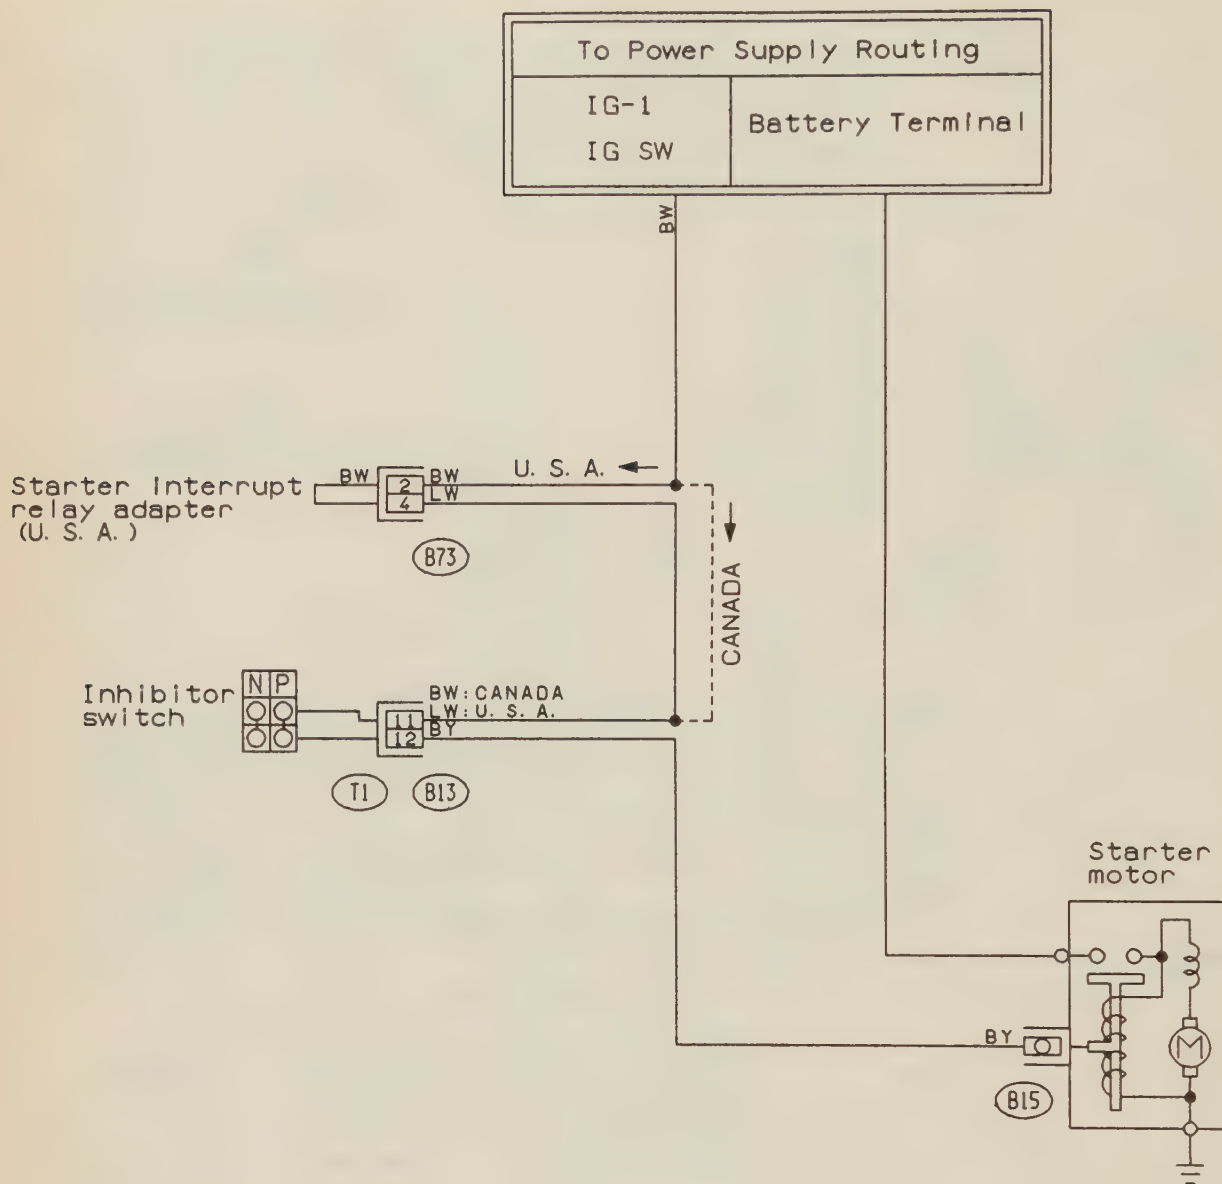 To Power Supply Routing
IG-1
IG SW
Battery Terminal
BW
U. S. A.
BW
2
BW
4
LW
Starter interrupt
relay adapter
(U. S. A.)
B73
CANADA
Inhibitor
switch
N P
BW: CANADA
LW: U. S. A.
11
BY
12
T1
B13
Starter
motor
BY
M
B15